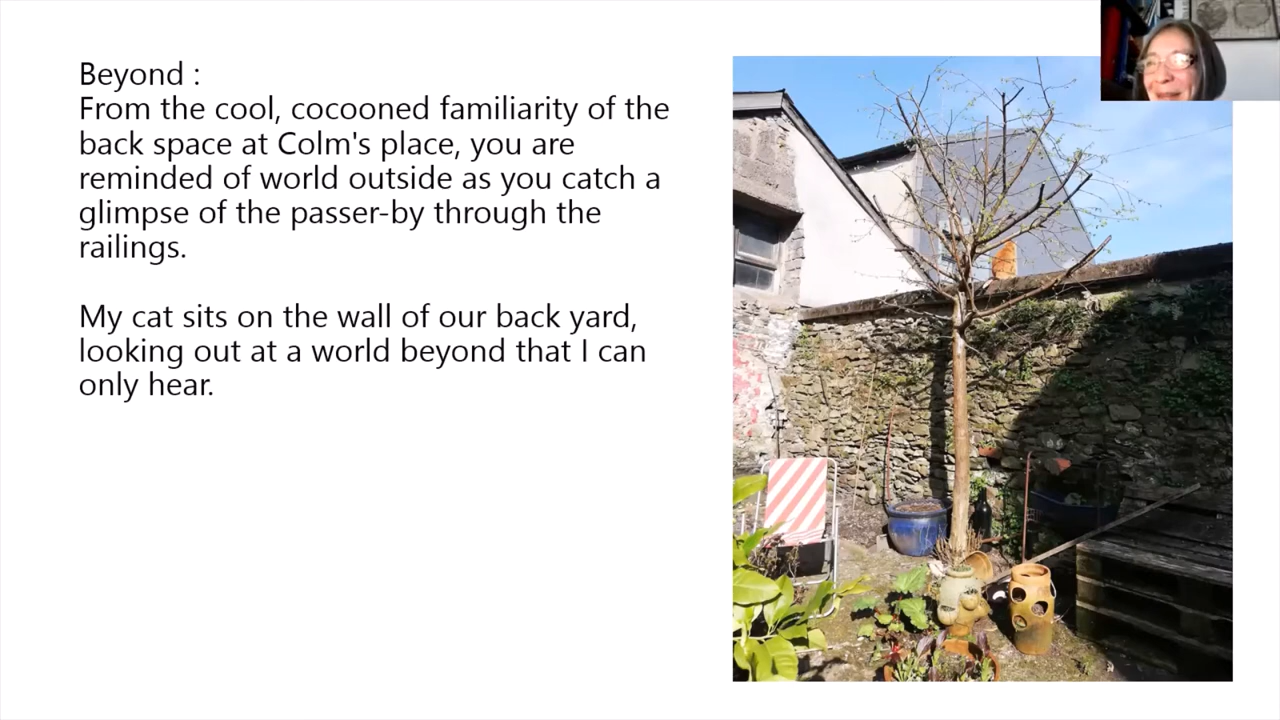 Beyond :
From the cool, cocooned familiarity of the
back space at Colm's place, you are
reminded of world outside as you catch a
glimpse of the passer-by through the
railings.
My cat sits on the wall of our back yard,
looking out at a world beyond that I can
only hear.